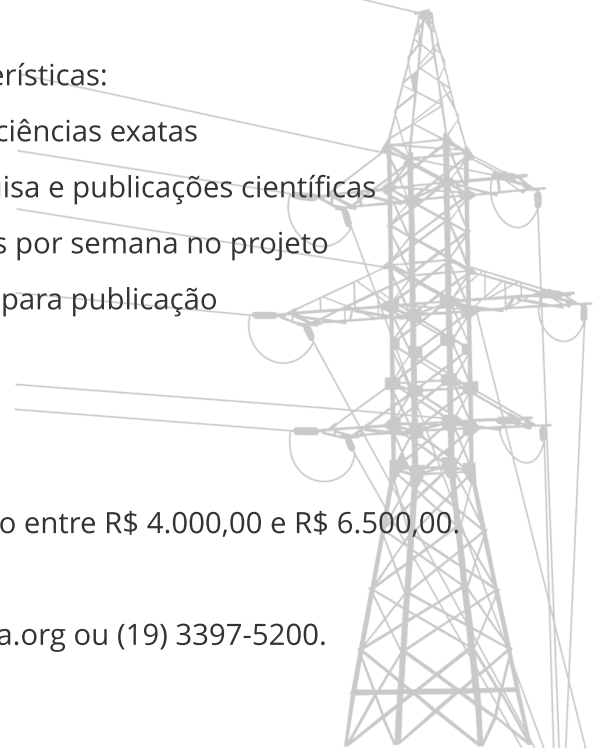 erísticas:
ciências exatas
uisa e publicações científicas
s por semana no projeto
para publicação
o entre R$ 4.000,00 e R$ 6.500,00.
a.org ou (19) 3397-5200.